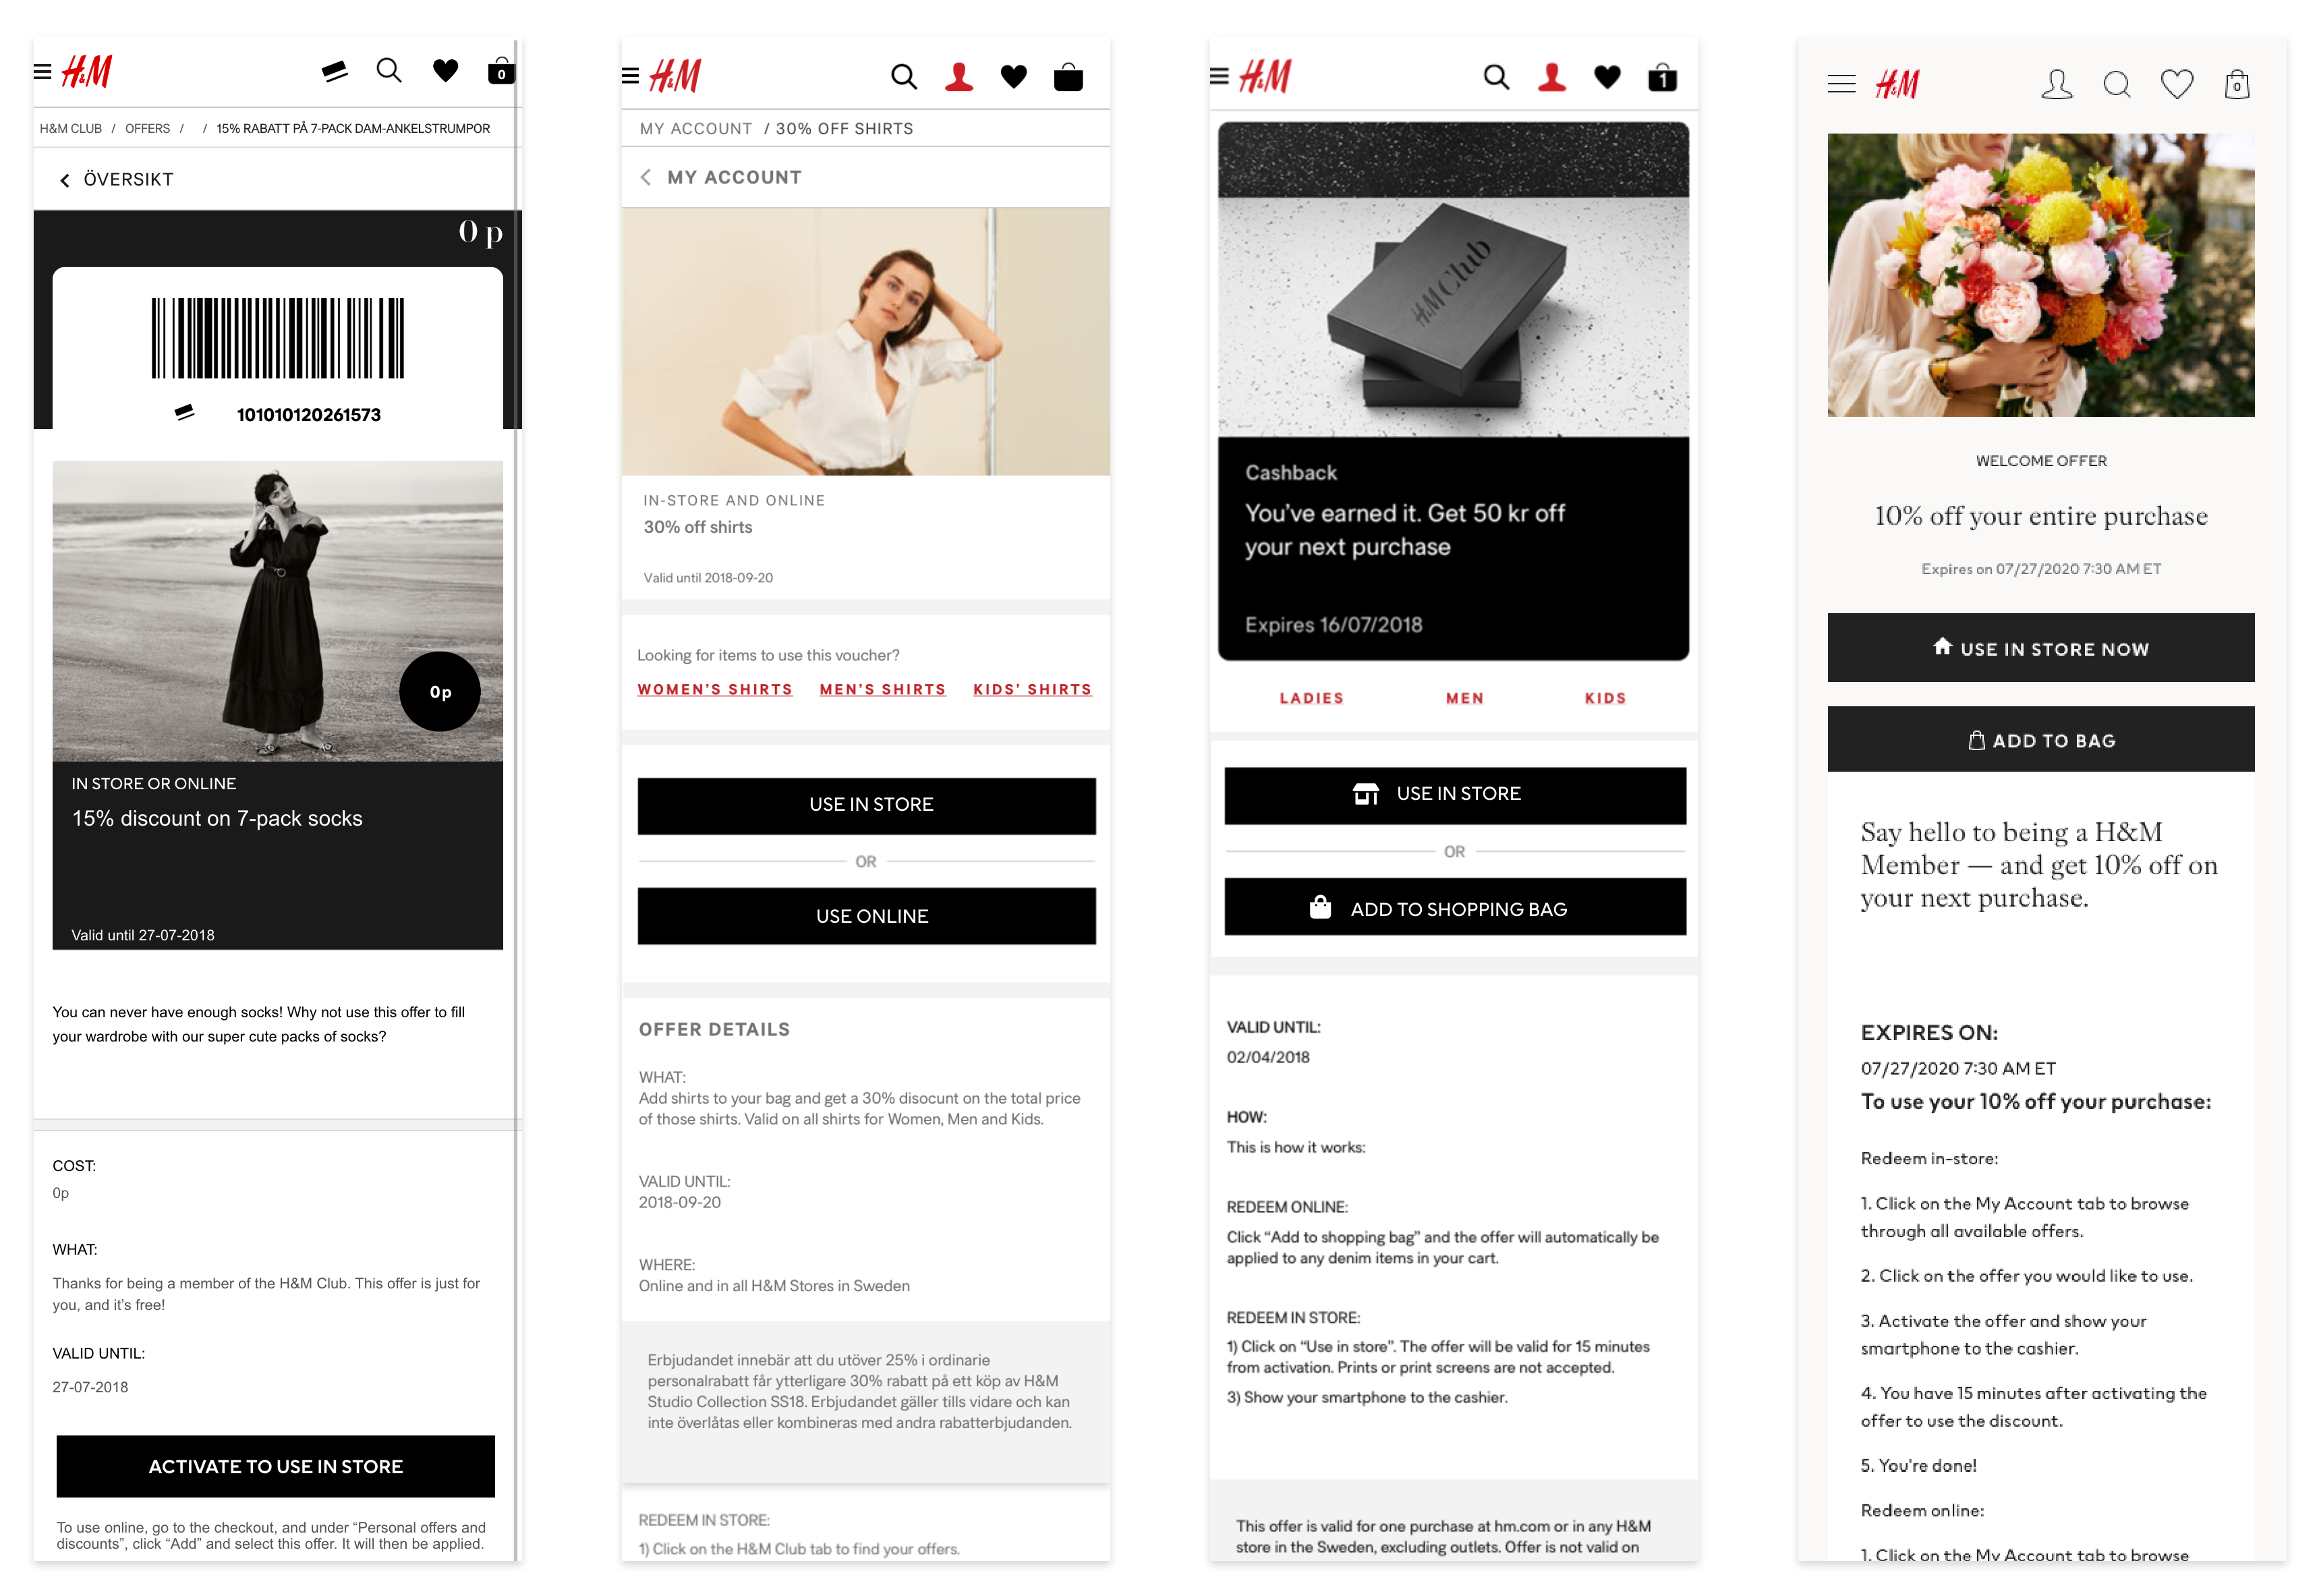 H&M
0
H&M CLUB / OFFERS / / 15% RABATT PÅ 7-PACK DAM-ANKELSTRUMPOR
ÖVERSIKT
0 p
101010120261573
0p
IN STORE OR ONLINE
15% discount on 7-pack socks
Valid until 27-07-2018
You can never have enough socks! Why not use this offer to fill
your wardrobe with our super cute packs of socks?
COST:
0p
WHAT:
Thanks for being a member of the H&M Club. This offer is just for
you, and it's free!
VALID UNTIL:
27-07-2018
ACTIVATE TO USE IN STORE
To use online, go to the checkout, and under “Personal offers and
discounts”, click “Add” and select this offer. It will then be applied.
H&M
MY ACCOUNT / 30% OFF SHIRTS
MY ACCOUNT
IN-STORE AND ONLINE
30% off shirts
Valid until 2018-09-20
Looking for items to use this voucher?
WOMEN'S SHIRTS MEN'S SHIRTS KIDS' SHIRTS
USE IN STORE
OR
USE ONLINE
OFFER DETAILS
WHAT:
Add shirts to your bag and get a 30% disocunt on the total price
of those shirts. Valid on all shirts for Women, Men and Kids.
VALID UNTIL:
2018-09-20
WHERE:
Online and in all H&M Stores in Sweden
Erbjudandet innebär att du utöver 25% i ordinarie
personalrabatt får ytterligare 30% rabatt på ett köp av H&M
Studio Collection SS18. Erbjudandet gäller tills vidare och kan
inte överlåtas eller kombineras med andra rabatterbjudanden.
REDEEM IN STORE:
1) Click on the H&M Club tab to find your offers.
H&M
1
H&M Club
Cashback
You've earned it. Get 50 kr off
your next purchase
Expires 16/07/2018
LADIES MEN KIDS
USE IN STORE
OR
ADD TO SHOPPING BAG
VALID UNTIL:
02/04/2018
HOW:
This is how it works:
REDEEM ONLINE:
Click “Add to shopping bag” and the offer will automatically be
applied to any denim items in your cart.
REDEEM IN STORE:
1) Click on “Use in store”. The offer will be valid for 15 minutes
from activation. Prints or print screens are not accepted.
3) Show your smartphone to the cashier.
This offer is valid for one purchase at hm.com or in any H&M
store in the Sweden, excluding outlets. Offer is not valid on
H&M
0
WELCOME OFFER
10% off your entire purchase
Expires on 07/27/2020 7:30 AM ET
USE IN STORE NOW
ADD TO BAG
Say hello to being a H&M
Member — and get 10% off on
your next purchase.
EXPIRES ON:
07/27/2020 7:30 AM ET
To use your 10% off your purchase:
Redeem in-store:
1. Click on the My Account tab to browse
through all available offers.
2. Click on the offer you would like to use.
3. Activate the offer and show your
smartphone to the cashier.
4. You have 15 minutes after activating the
offer to use the discount.
5. You're done!
Redeem online:
1. Click on the My Account tab to browse